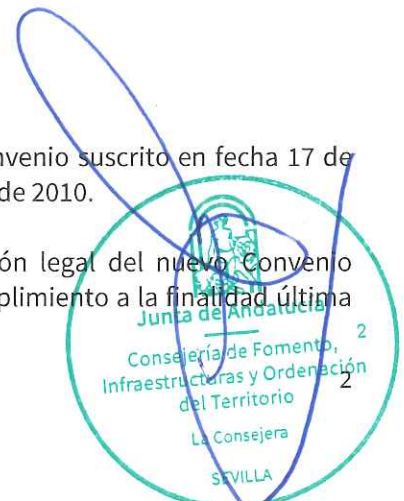 nvenio suscrito en fecha 17 de
de 2010.
ón legal del nuevo Convenio
plimiento a la finalidad última
Junta de Andalucía
Consejería de Fomento,
Infraestructuras y Ordenación
del Territorio
La Consejera
SEVILLA
2
2